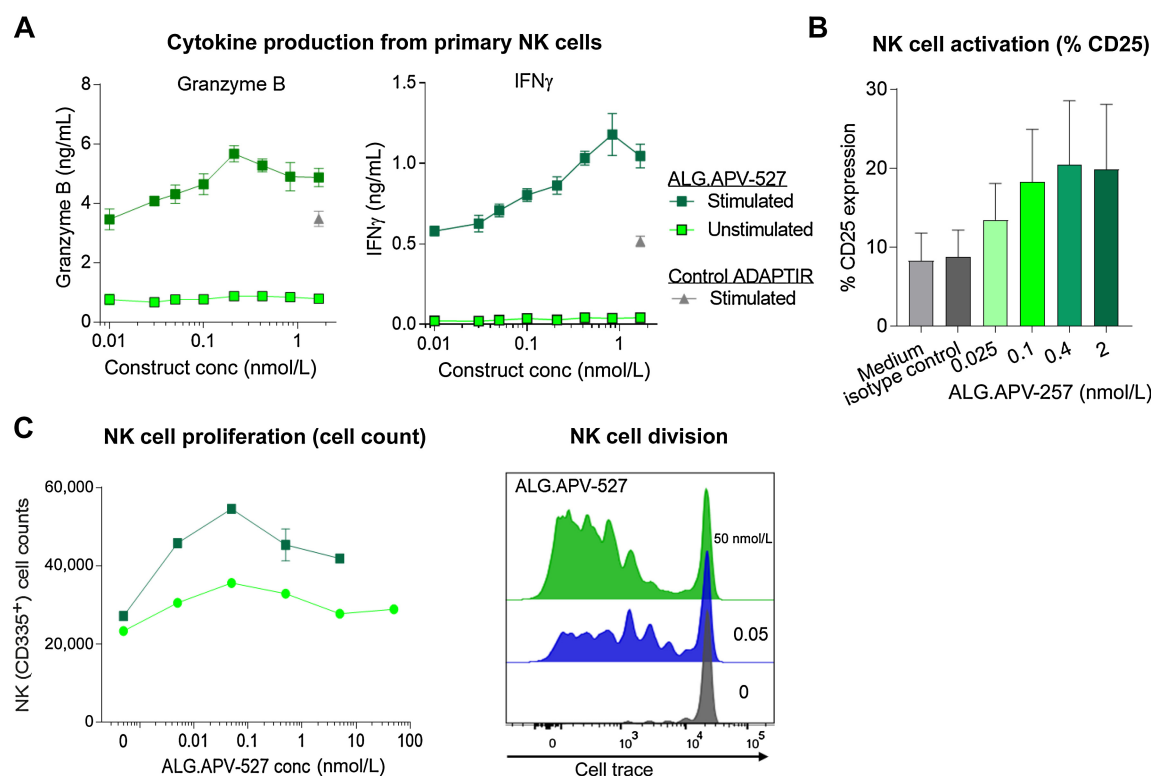 A
Cytokine production from primary NK cells
Granzyme B
Granzyme B (ng/mL)
8
6
4
2
0
0.01
0.1
1
Construct conc (nmol/L)
IFNγ
IFNγ (ng/mL)
1.5
1.0
0.5
0.0
0.01
0.1
1
Construct conc (nmol/L)
ALG.APV-527
Stimulated
Unstimulated
Control ADAPTIR
Stimulated
B
NK cell activation (% CD25)
% CD25 expression
30
20
10
0
Medium
isotype control
0.025
0.1
0.4
2
ALG.APV-257 (nmol/L)
C
NK cell proliferation (cell count)
NK (CD335⁺) cell counts
60,000
40,000
20,000
0
0
0.01
0.1
1
10
100
ALG.APV-527 conc (nmol/L)
NK cell division
ALG.APV-527
50 nmol/L
0.05
0
0
10³
10⁴
10⁵
Cell trace